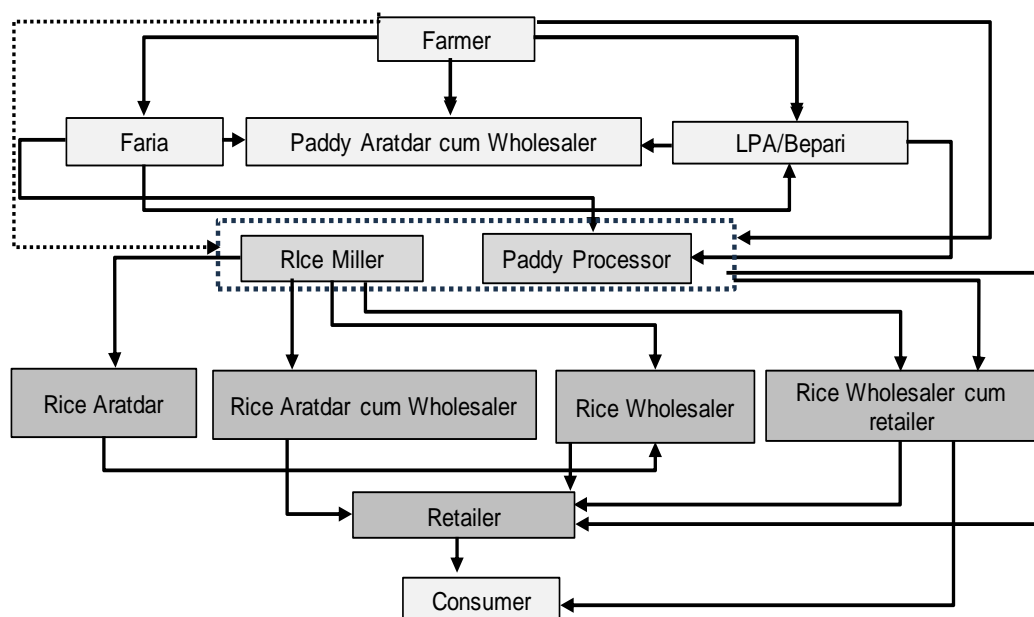 Farmer
Faria
Paddy Aratdar cum Wholesaler
LPA/Bepari
RIce Miller
Paddy Processor
Rice Aratdar
Rice Aratdar cum Wholesaler
Rice Wholesaler
Rice Wholesaler cum
retailer
Retailer
Consumer